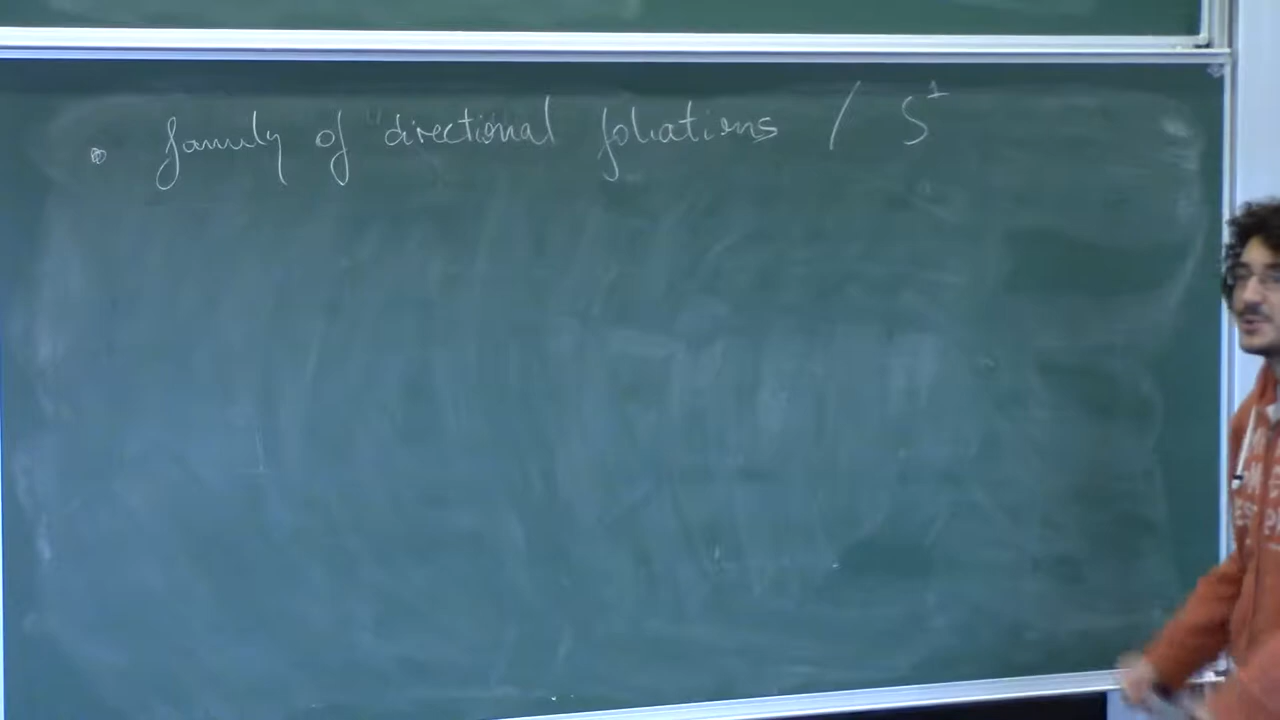 • family of directional foliations / S¹